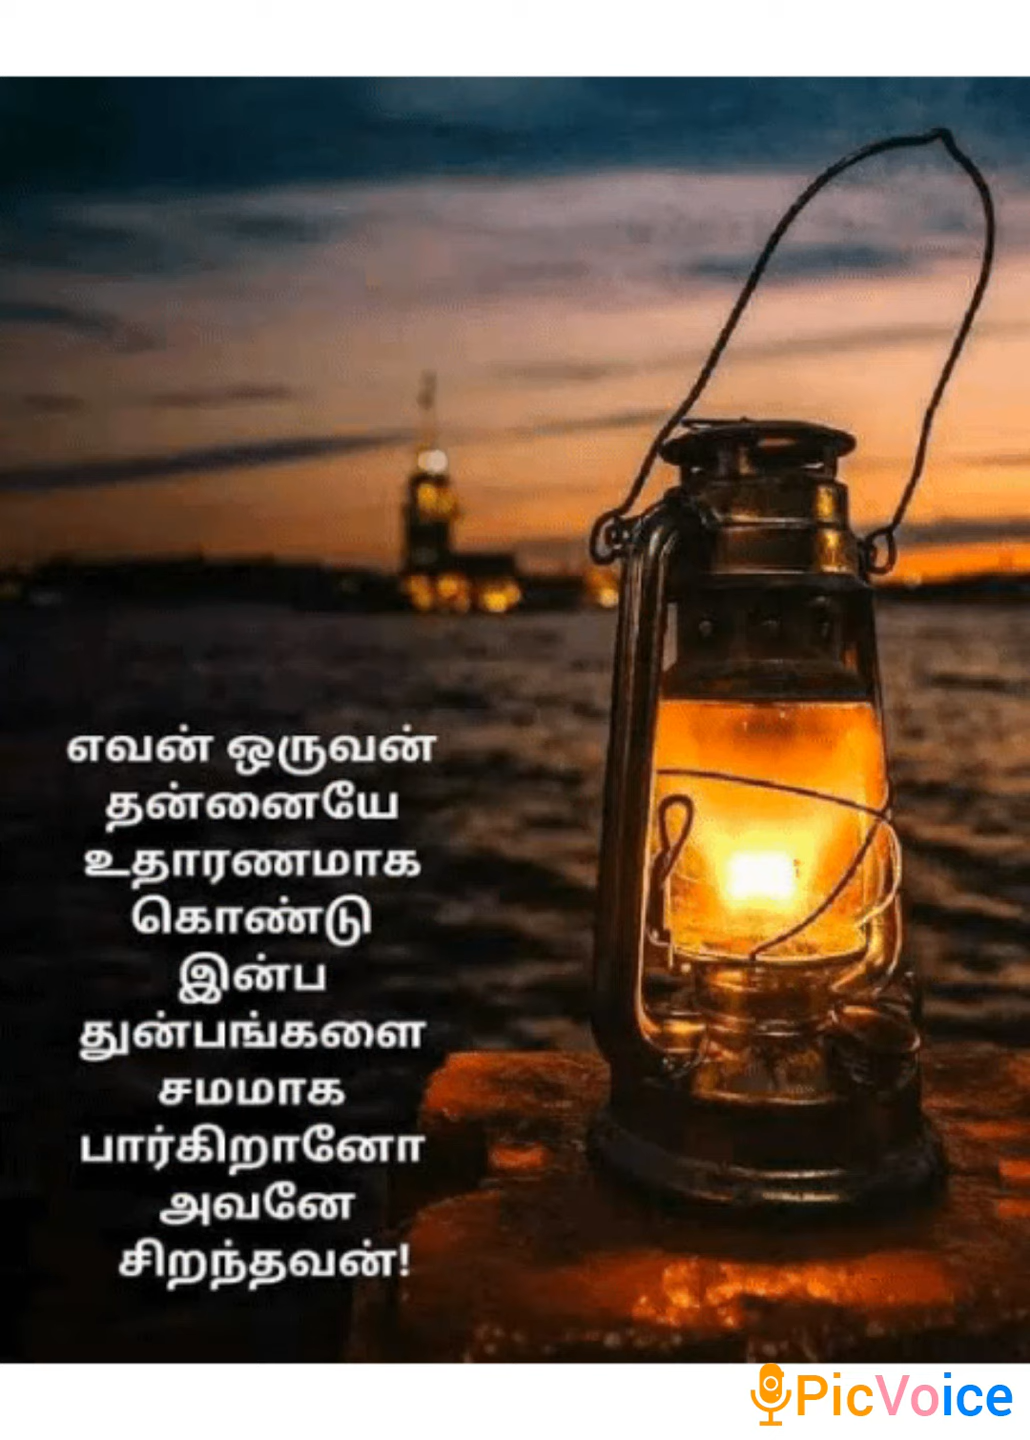 எவன் ஒருவன்
தன்னையே
உதாரணமாக
கொண்டு
இன்ப
துன்பங்களை
சமமாக
பார்கிறானோ
அவனே
சிறந்தவன்!
PicVoice